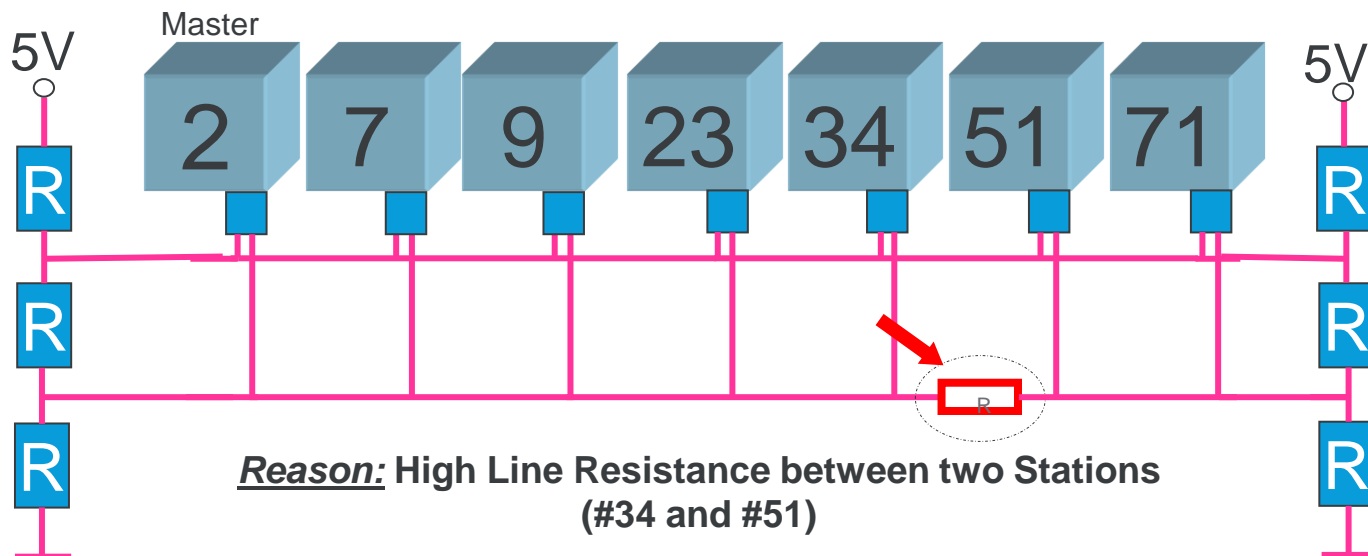 Master
5V
5V
2
7
9
23
34
51
71
R
R
R
R
R
R
R
Reason: High Line Resistance between two Stations
(#34 and #51)